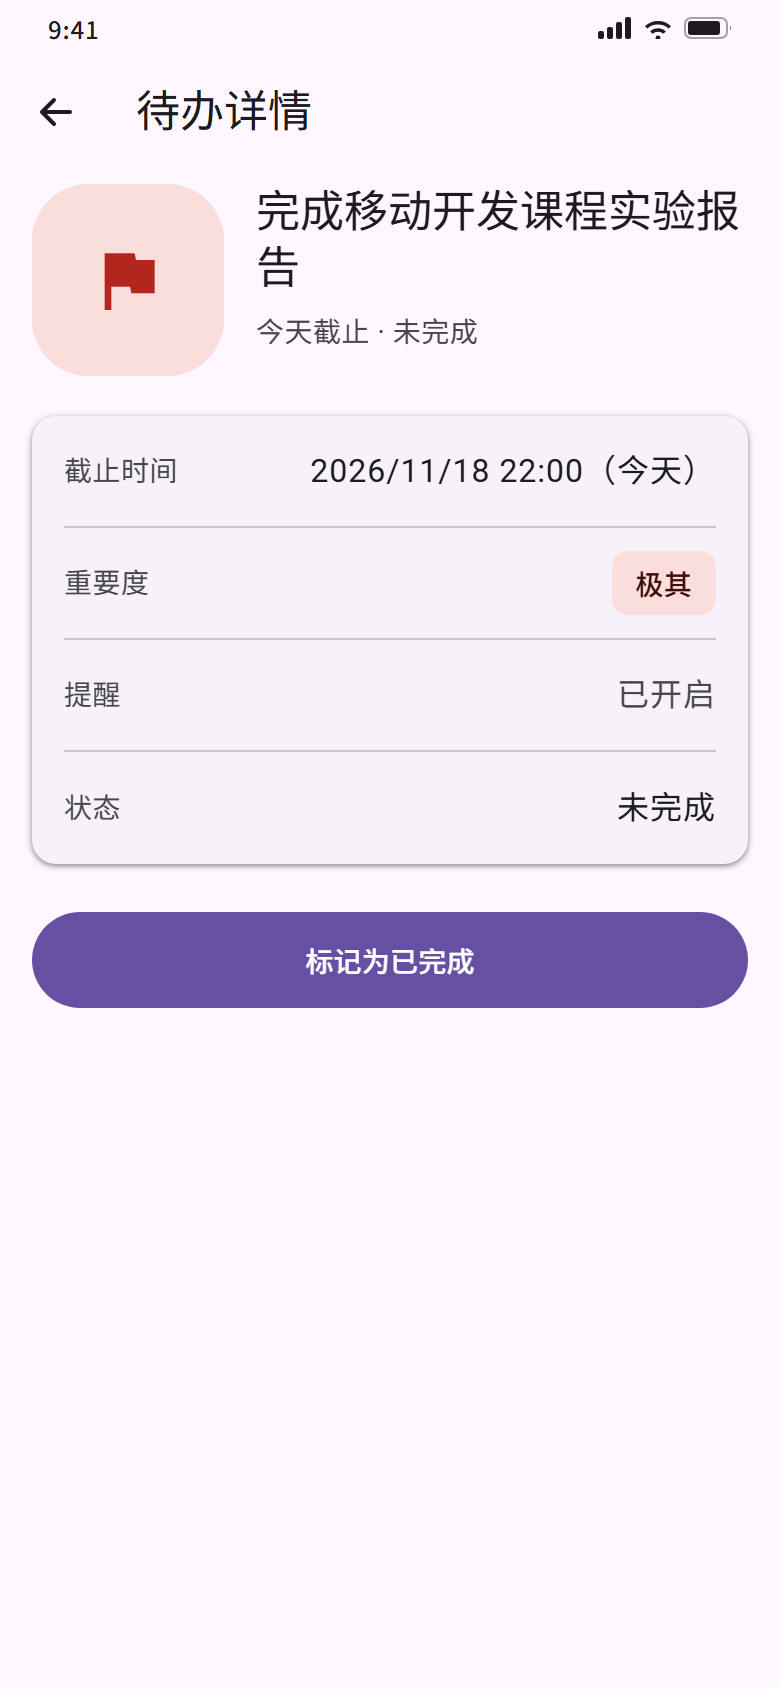 9:41
待办详情
完成移动开发课程实验报
告
今天截止 · 未完成
截止时间
2026/11/18 22:00（今天）
重要度
极其
提醒
已开启
状态
未完成
标记为已完成